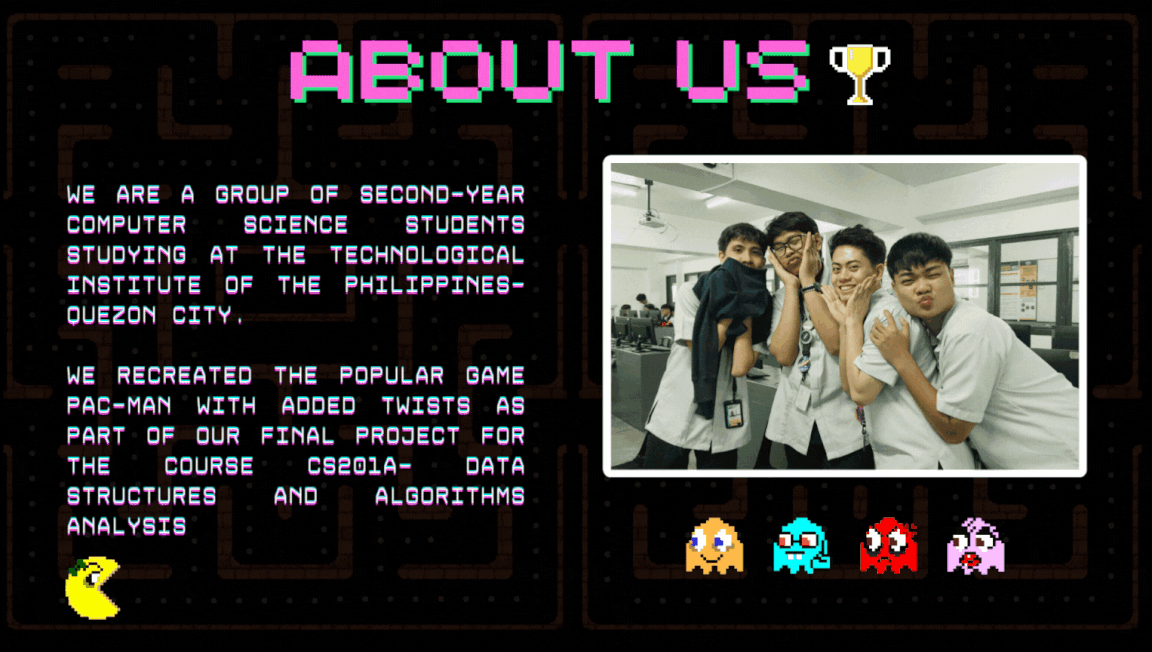 ABOUT US
WE ARE A GROUP OF SECOND-YEAR
COMPUTER SCIENCE STUDENTS
STUDYING AT THE TECHNOLOGICAL
INSTITUTE OF THE PHILIPPINES-
QUEZON CITY.
WE RECREATED THE POPULAR GAME
PAC-MAN WITH ADDED TWISTS AS
PART OF OUR FINAL PROJECT FOR
THE COURSE CS201A- DATA
STRUCTURES AND ALGORITHMS
ANALYSIS